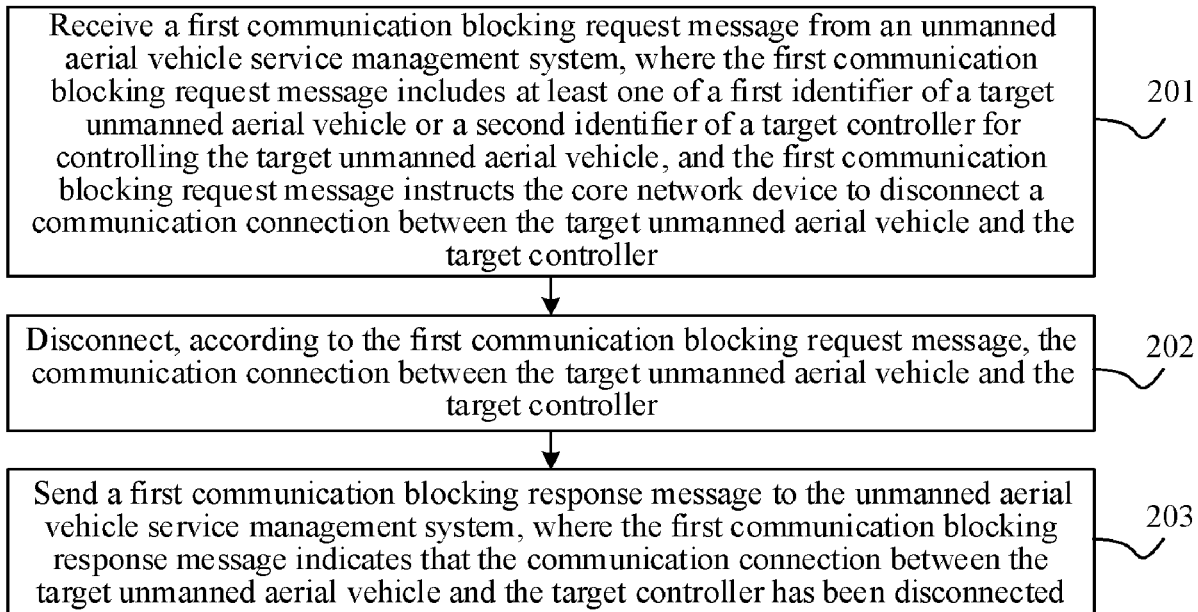 Receive a first communication blocking request message from an unmanned
aerial vehicle service management system, where the first communication
blocking request message includes at least one of a first identifier of a target
unmanned aerial vehicle or a second identifier of a target controller for
controlling the target unmanned aerial vehicle, and the first communication
blocking request message instructs the core network device to disconnect a
communication connection between the target unmanned aerial vehicle and the
target controller
201
Disconnect, according to the first communication blocking request message, the
communication connection between the target unmanned aerial vehicle and the
target controller
202
Send a first communication blocking response message to the unmanned aerial
vehicle service management system, where the first communication blocking
response message indicates that the communication connection between the
target unmanned aerial vehicle and the target controller has been disconnected
203